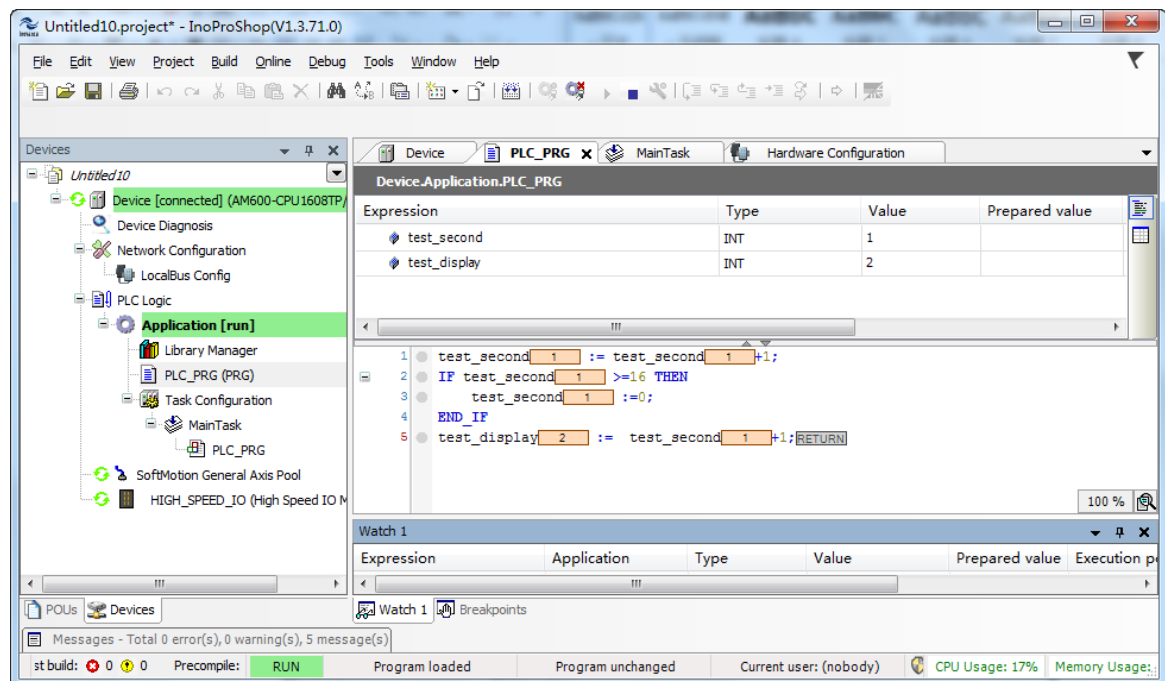 Untitled10.project* - InoProShop(V1.3.71.0)
File Edit View Project Build Online Debug Tools Window Help
Devices
Untitled10
Device [connected] (AM600-CPU1608TP/
Device Diagnosis
Network Configuration
LocalBus Config
PLC Logic
Application [run]
Library Manager
PLC_PRG (PRG)
Task Configuration
MainTask
PLC_PRG
SoftMotion General Axis Pool
HIGH_SPEED_IO (High Speed IO M
POUs Devices
Device PLC_PRG MainTask Hardware Configuration
Device.Application.PLC_PRG
Expression Type Value Prepared value
test_second INT 1
test_display INT 2
1 test_second 1 := test_second 1 +1;
2 IF test_second 1 >=16 THEN
3 test_second 1 :=0;
4 END_IF
5 test_display 2 := test_second 1 +1;RETURN
100 %
Watch 1
Expression Application Type Value Prepared value Execution p
Watch 1 Breakpoints
Messages - Total 0 error(s), 0 warning(s), 5 message(s)
st build: 0 0 Precompile: RUN Program loaded Program unchanged Current user: (nobody) CPU Usage: 17% Memory Usage: